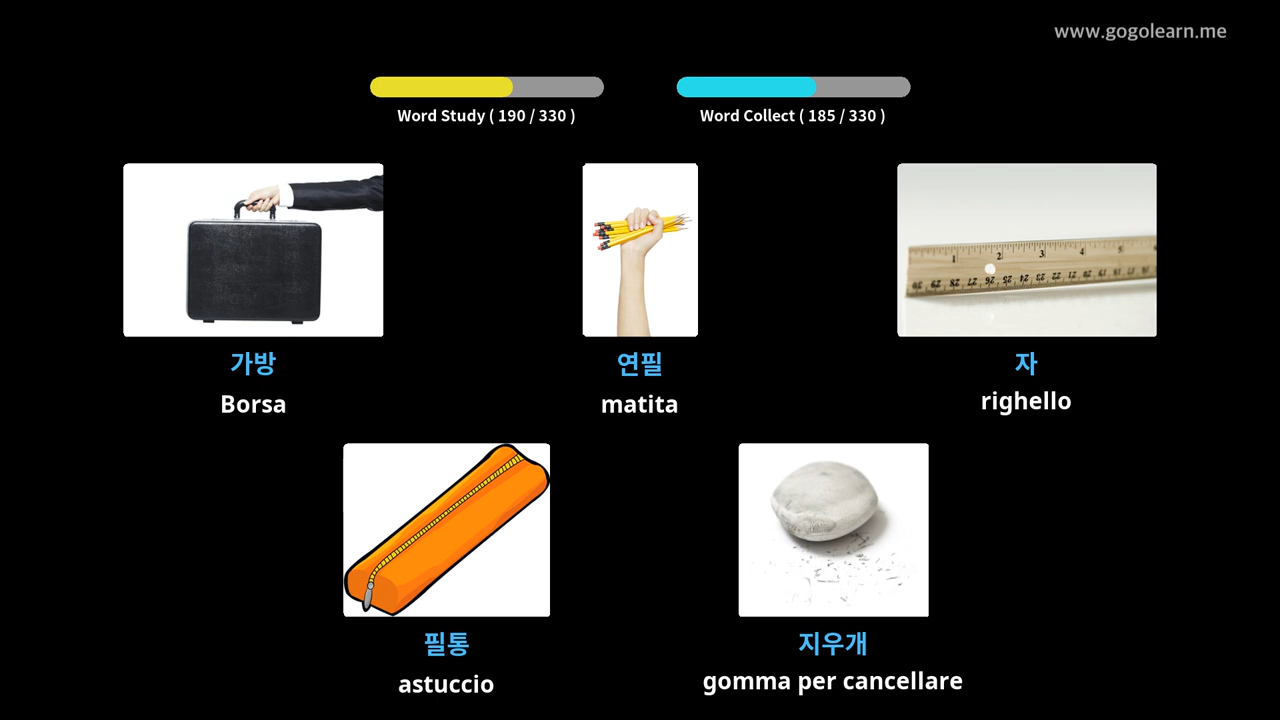 www.gogolearn.me
Word Study ( 190 / 330 )
Word Collect ( 185 / 330 )
가방
Borsa
연필
matita
자
righello
필통
astuccio
지우개
gomma per cancellare